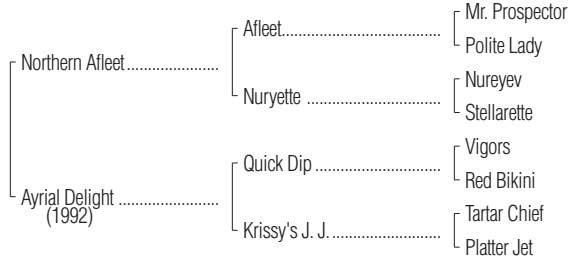 Mr. Prospector
Afleet
Polite Lady
Northern Afleet
Nureyev
Nuryette
Stellarette
Vigors
Quick Dip
Red Bikini
Ayrial Delight
(1992)
Tartar Chief
Krissy's J. J.
Platter Jet